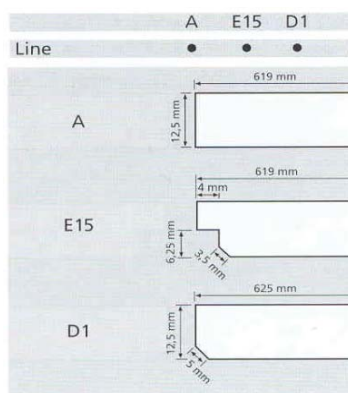 A E15 D1
Line ● ● ●
619 mm
A
12,5 mm
619 mm
4 mm
E15
6,25 mm
3,5 mm
625 mm
D1
12,5 mm
5 mm